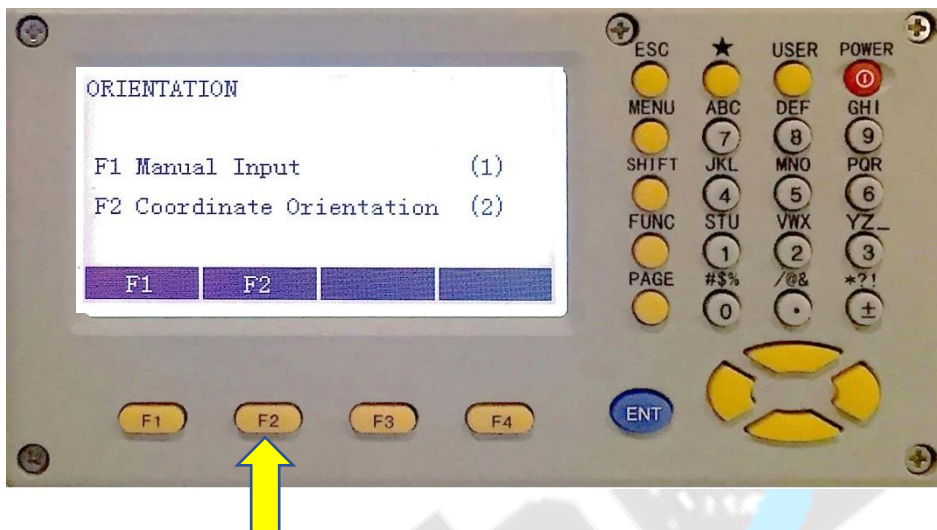 ORIENTATION
F1 Manual Input (1)
F2 Coordinate Orientation (2)
F1 F2
ESC ★ USER POWER
MENU ABC DEF GHI
7 8 9
SHIFT JKL MNO PQR
4 5 6
FUNC STU VWX YZ_
1 2 3
PAGE #$% /@& *?!
0 . ±
F1 F2 F3 F4 ENT